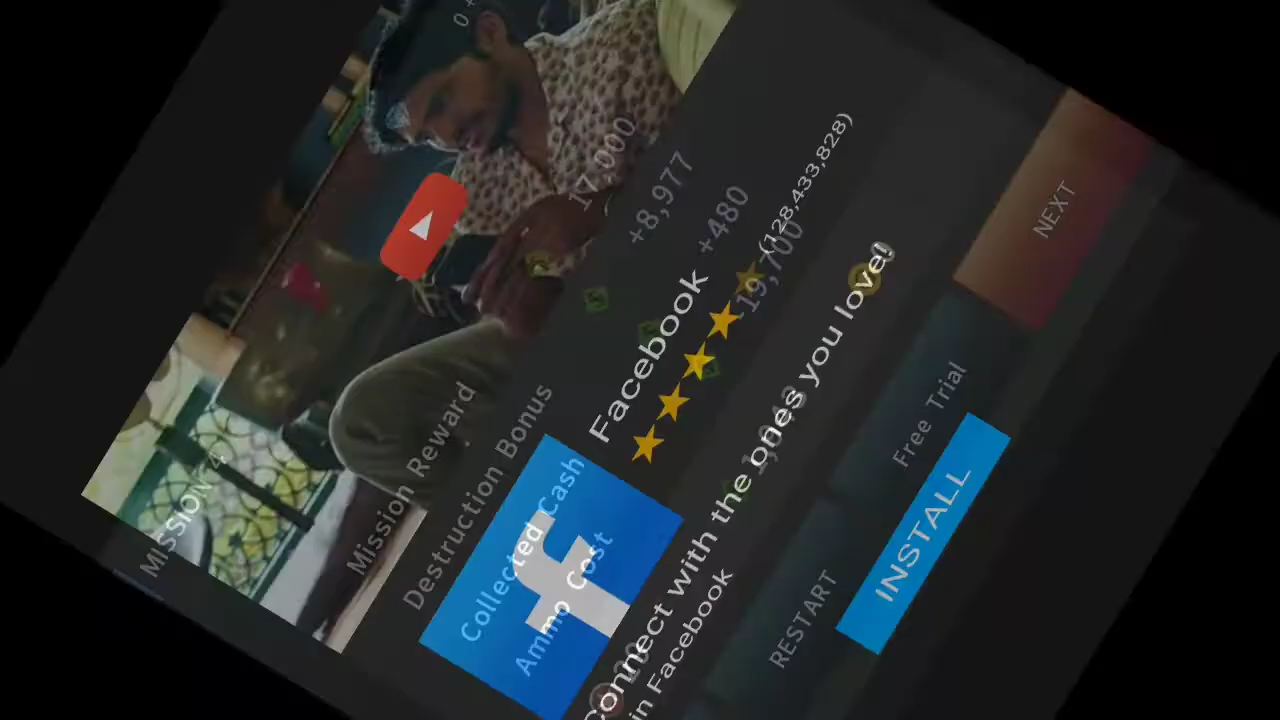 0 +
MISSION 4
Mission Reward 17,000
Destruction Bonus +8,977
Collected Cash +480
Ammo Cost -19,700
Facebook
(128,433,828)
Connect with the ones you love!
in Facebook
RESTART
Free Trial
NEXT
INSTALL